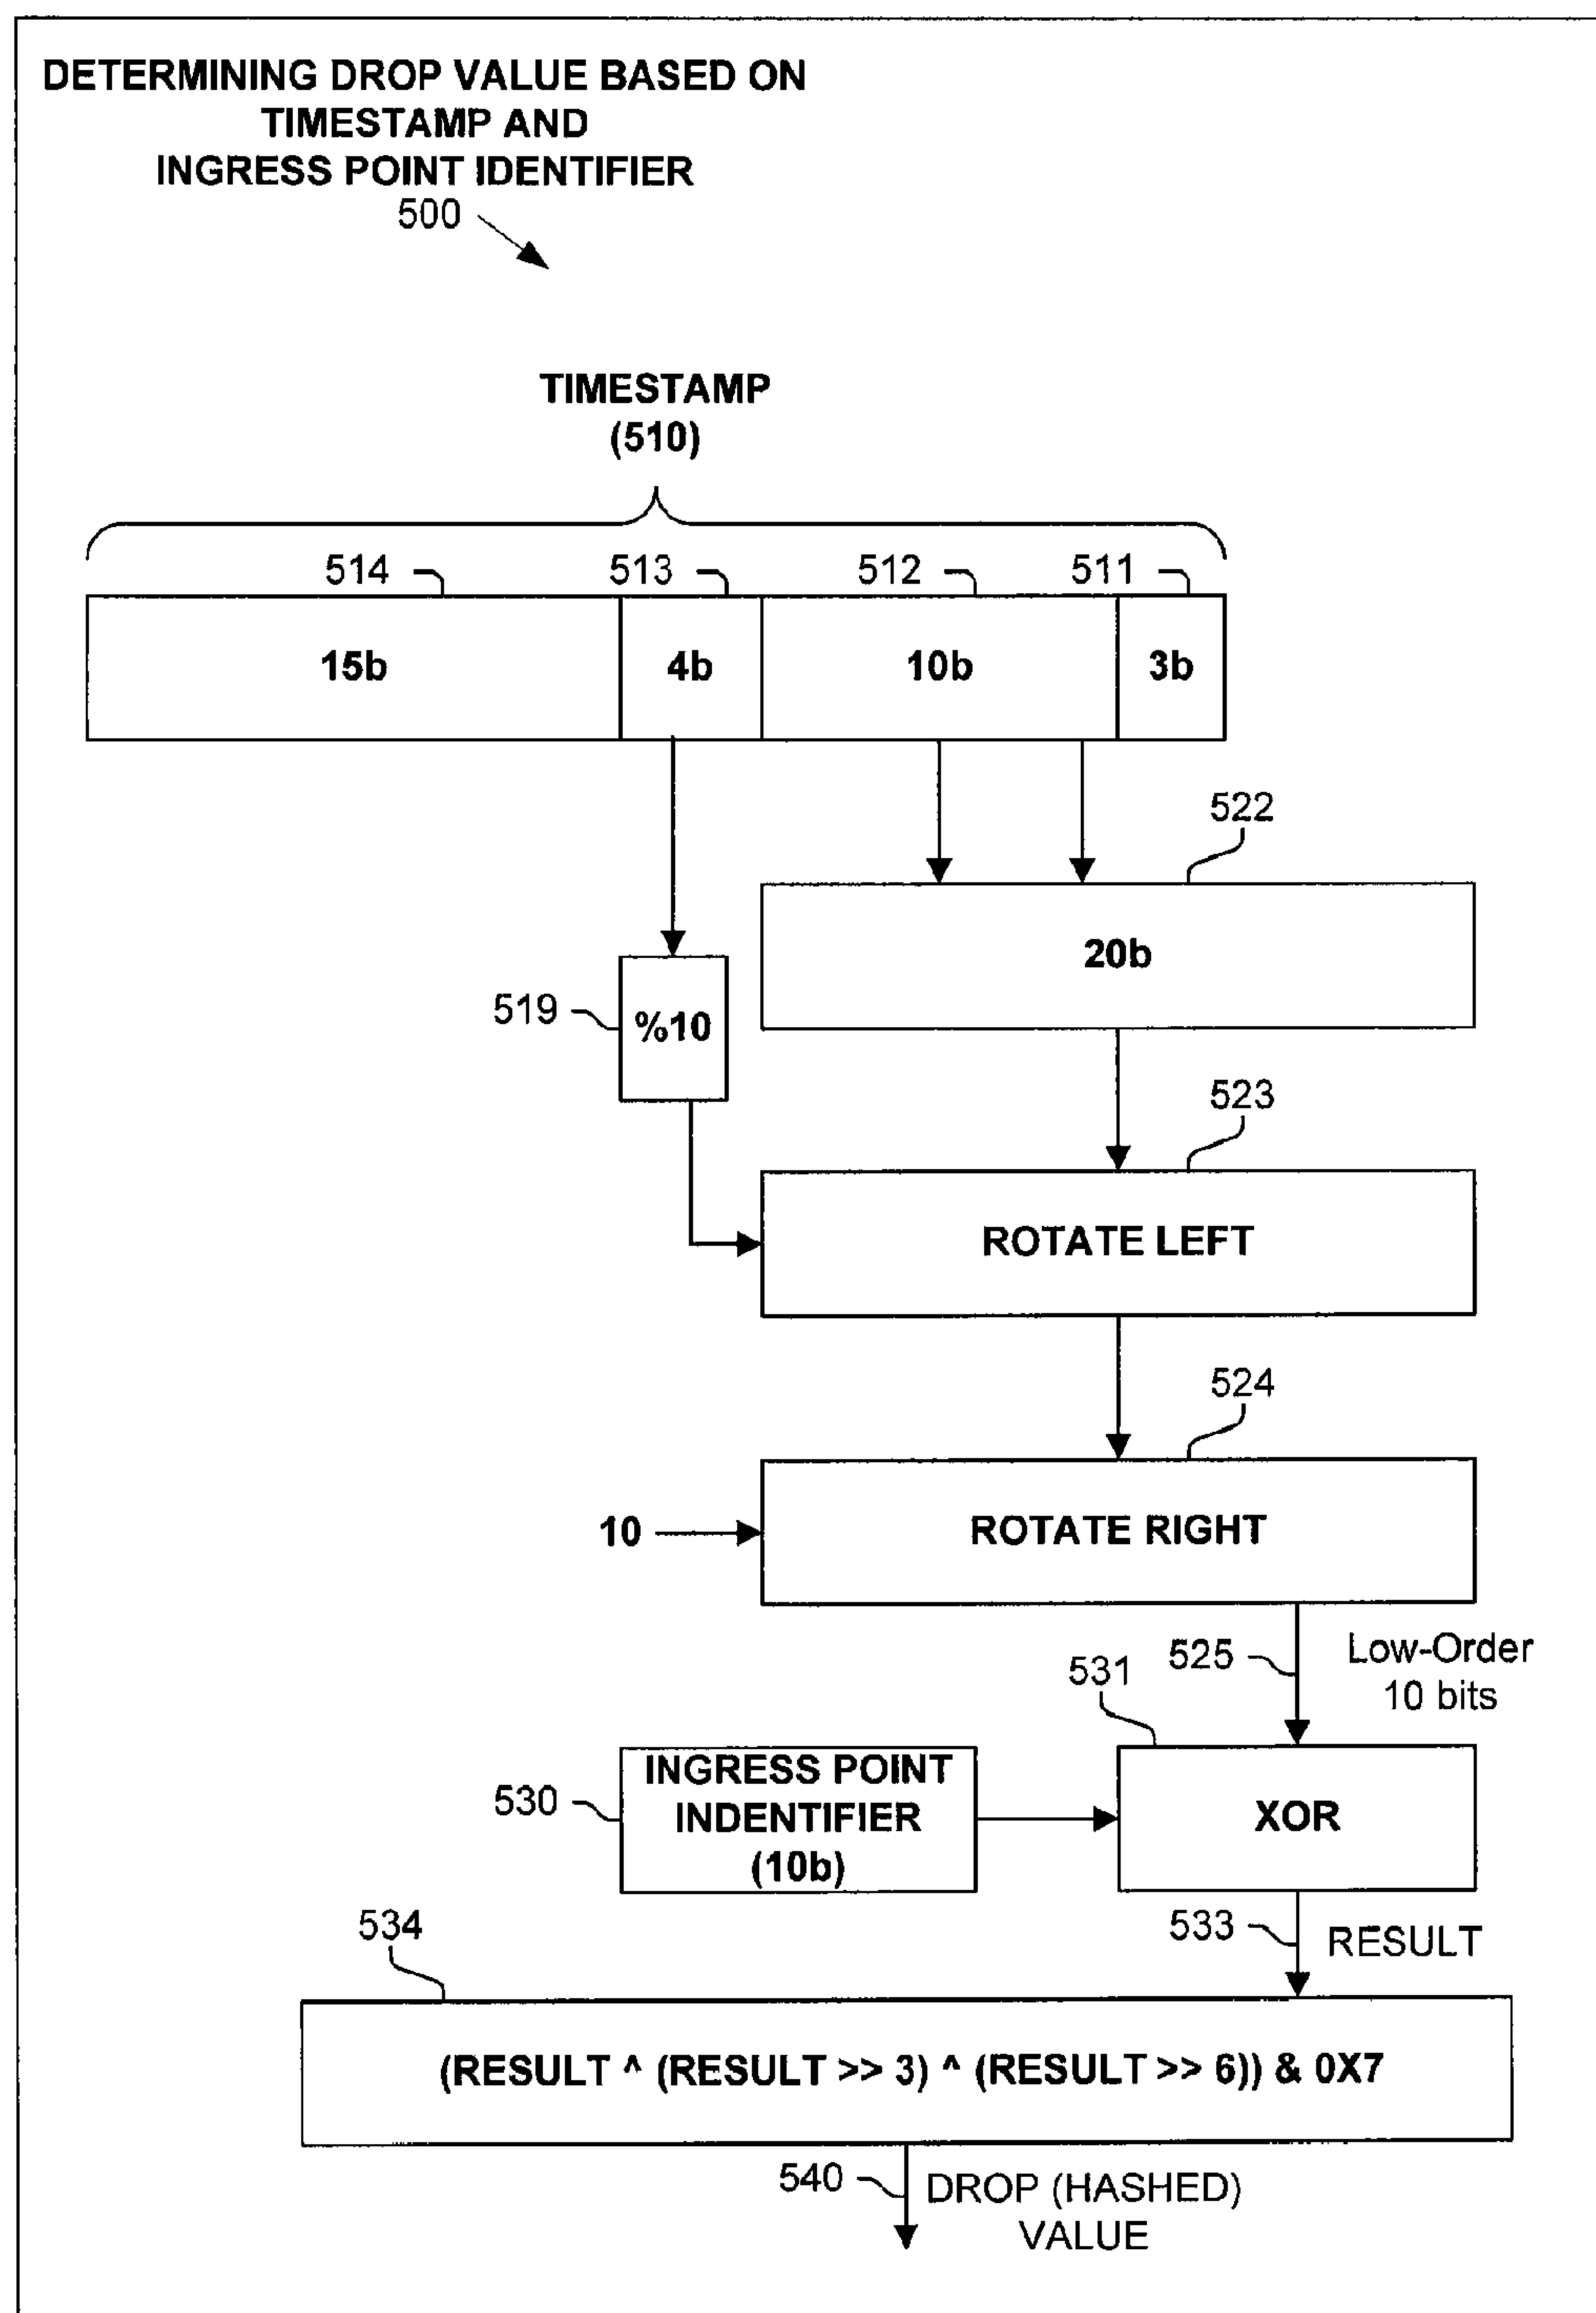 DETERMINING DROP VALUE BASED ON
TIMESTAMP AND
INGRESS POINT IDENTIFIER
500
TIMESTAMP
(510)
514
513
512
511
15b
4b
10b
3b
522
20b
519
%10
523
ROTATE LEFT
524
10
ROTATE RIGHT
525
Low-Order
10 bits
531
530
INGRESS POINT
INDENTIFIER
(10b)
XOR
534
533
RESULT
(RESULT ^ (RESULT >> 3) ^ (RESULT >> 6)) & 0X7
540
DROP (HASHED)
VALUE